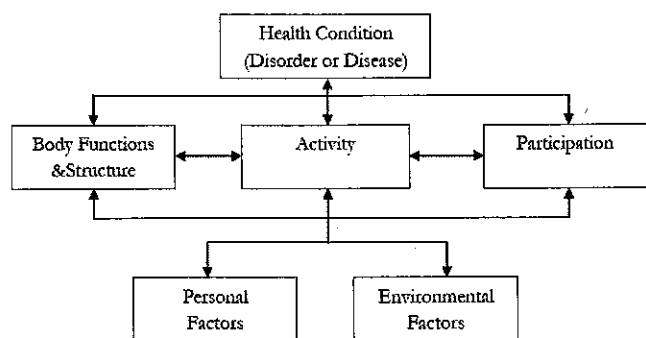 Health Condition
(Disorder or Disease)
Body Functions
&Structure
Activity
Participation
Personal
Factors
Environmental
Factors